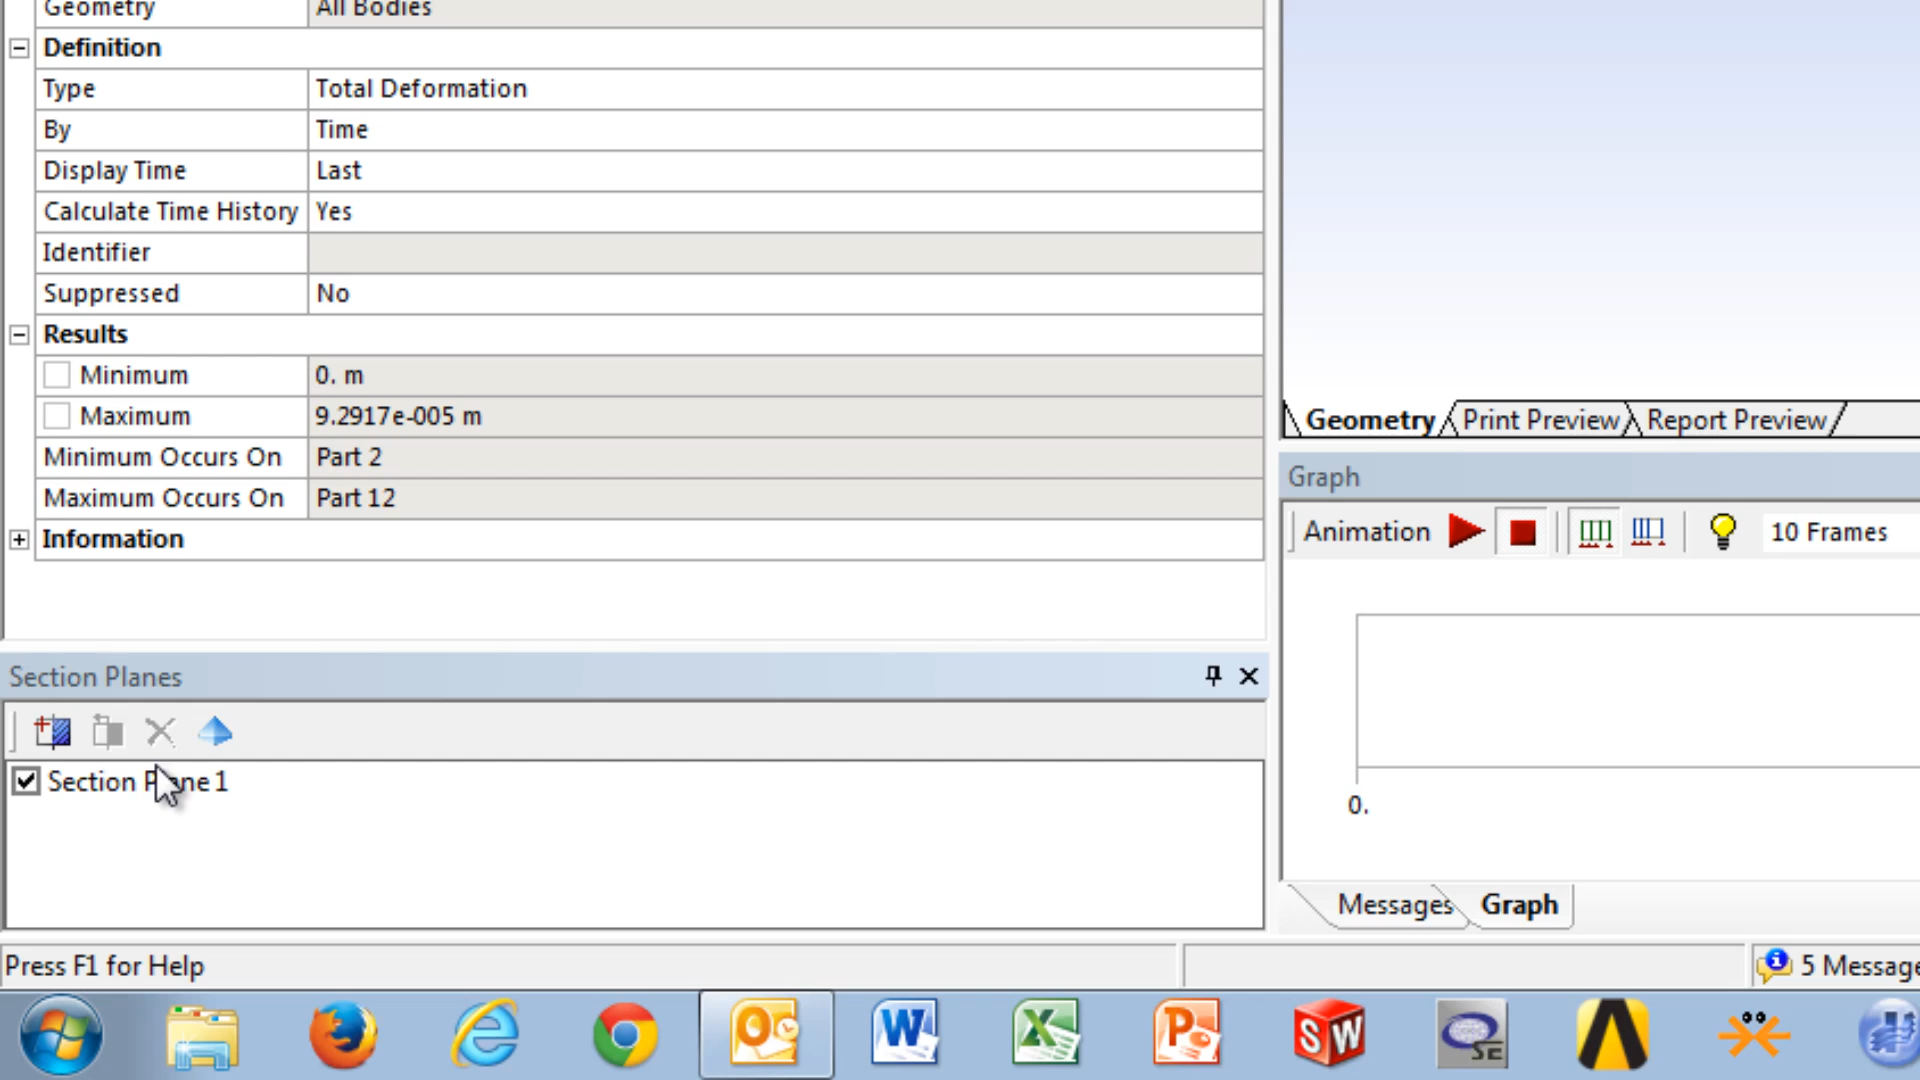 Geometry All Bodies
Definition
Type Total Deformation
By Time
Display Time Last
Calculate Time History Yes
Identifier
Suppressed No
Results
Minimum 0. m
Maximum 9.2917e-005 m
Minimum Occurs On Part 2
Maximum Occurs On Part 12
Information
Section Planes
Section Plane 1
Press F1 for Help
Geometry Print Preview Report Preview
Graph
Animation 10 Frames
0.
Messages Graph
5 Message
O W X P SW SE